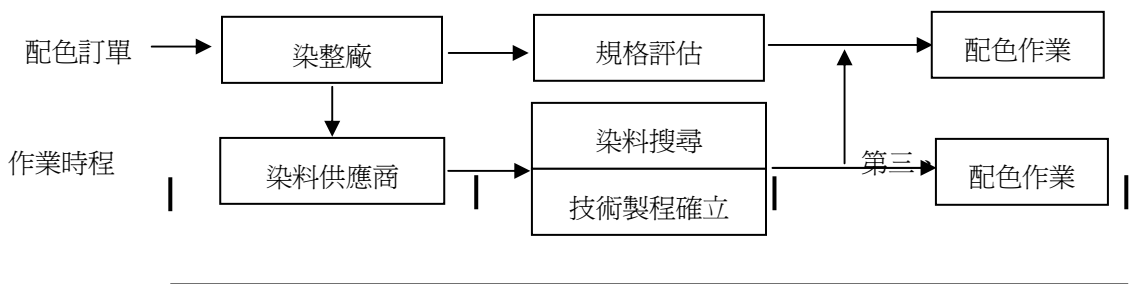 配色訂單
染整廠
規格評估
配色作業
作業時程
染料供應商
染料搜尋
技術製程確立
第三
配色作業